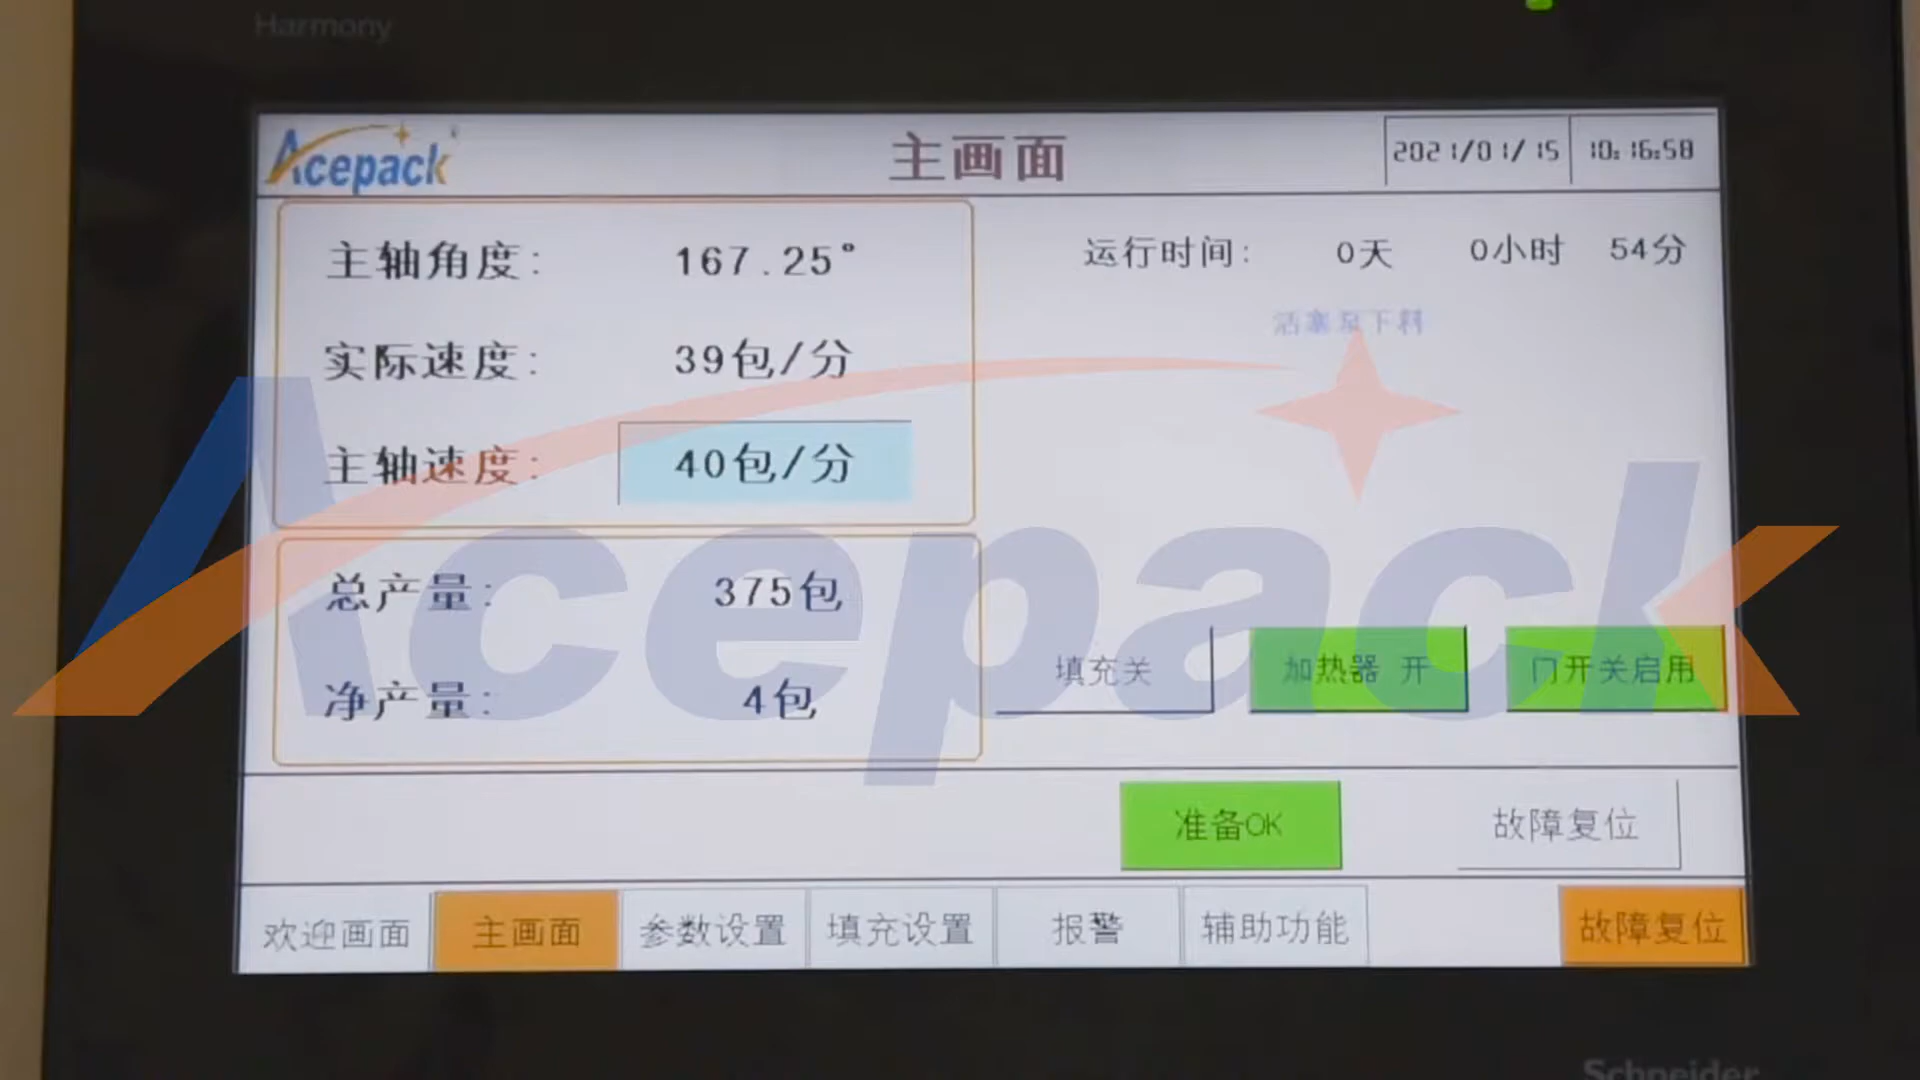 Harmony
Acepack
主画面
2021/01/15 10:16:58
主轴角度: 167.25°
运行时间: 0天 0小时 54分
活塞泵下料
实际速度: 39包/分
主轴速度: 40包/分
Acepack
总产量: 375包
净产量: 4包
填充关 加热器 开 门开关启用
准备OK 故障复位
欢迎画面 主画面 参数设置 填充设置 报警 辅助功能 故障复位
Schneider